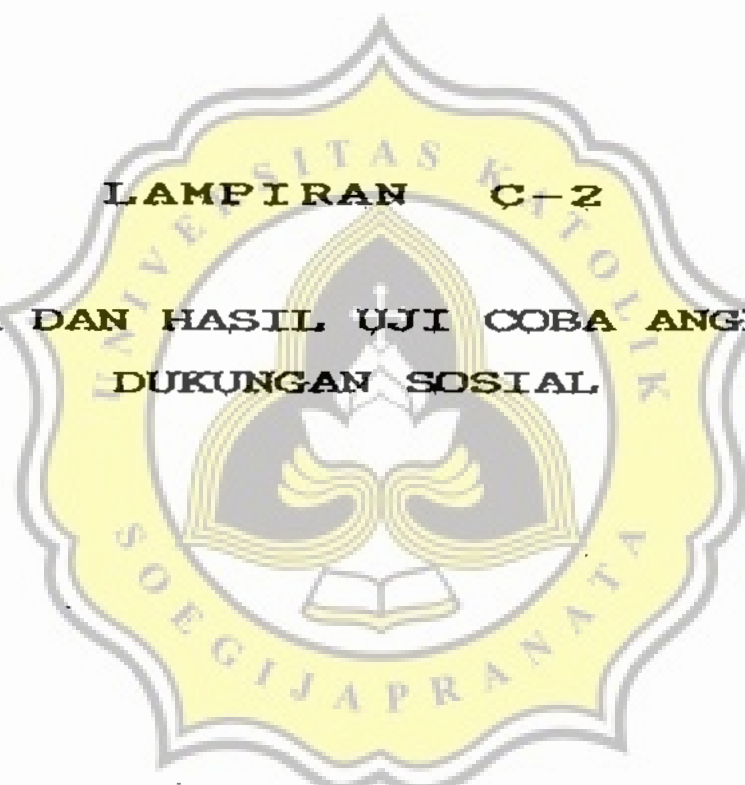 LAMPIRAN C-2
DAN HASIL UJI COBA
DUKUNGAN SOSIAL
UNIVERSITAS KATOLIK
SOEGIJAPRANATA